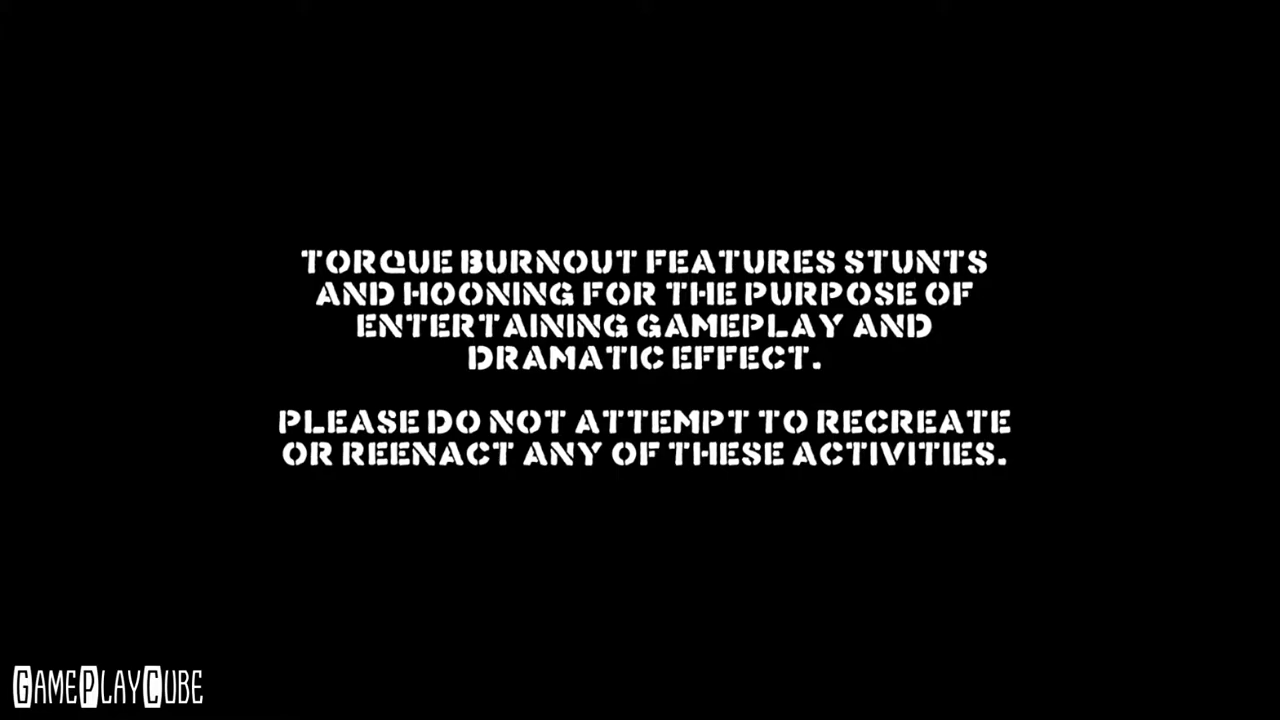 TORQUE BURNOUT FEATURES STUNTS
AND HOONING FOR THE PURPOSE OF
ENTERTAINING GAMEPLAY AND
DRAMATIC EFFECT.
PLEASE DO NOT ATTEMPT TO RECREATE
OR REENACT ANY OF THESE ACTIVITIES.
GAMEPLAYCUBE